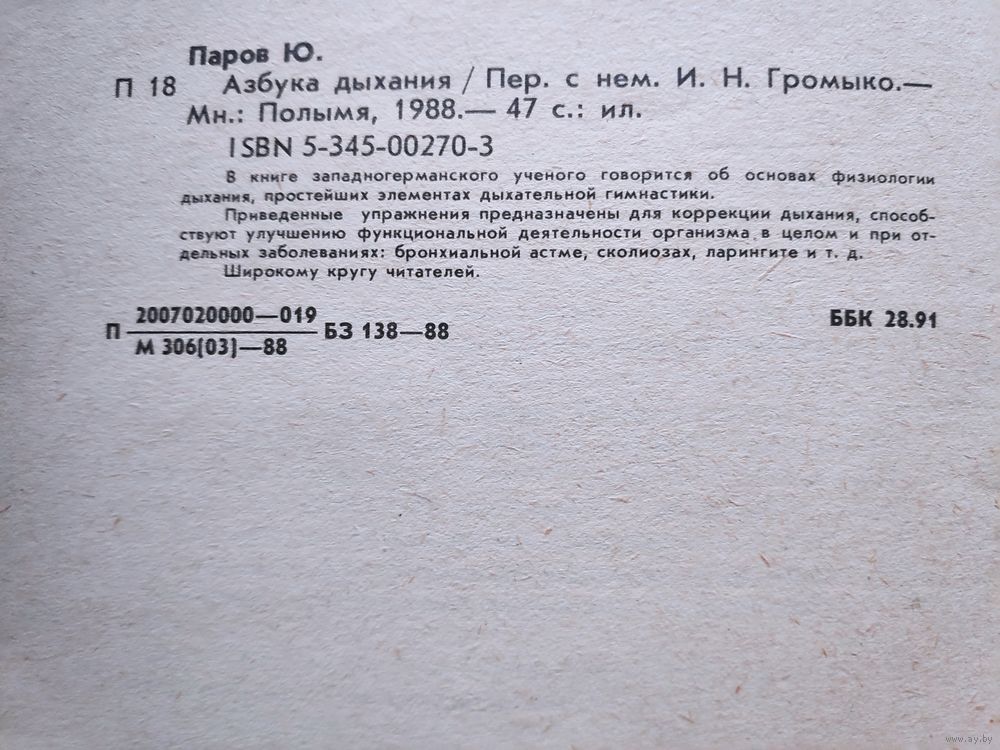 Паров Ю.
П 18 Азбука дыхания / Пер. с нем. И. Н. Громыко.—
Мн.: Полымя, 1988.— 47 с.: ил.
ISBN 5-345-00270-3
В книге западногерманского ученого говорится об основах физиологии
дыхания, простейших элементах дыхательной гимнастики.
Приведенные упражнения предназначены для коррекции дыхания, способ-
ствуют улучшению функциональной деятельности организма в целом и при от-
дельных заболеваниях: бронхиальной астме, сколиозах, ларингите и т. д.
Широкому кругу читателей.
2007020000—019
П БЗ 138—88 ББК 28.91
М 306(03)—88
www.ay.by